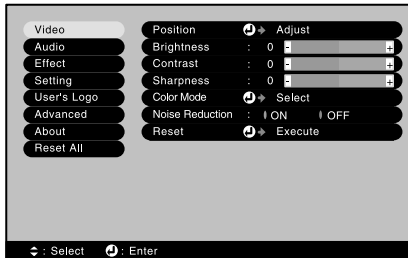 Video
Audio
Effect
Setting
User's Logo
Advanced
About
Reset All
Position Adjust
Brightness : 0 - +
Contrast : 0 - +
Sharpness : 0 - +
Color Mode Select
Noise Reduction : ON OFF
Reset Execute
: Select : Enter